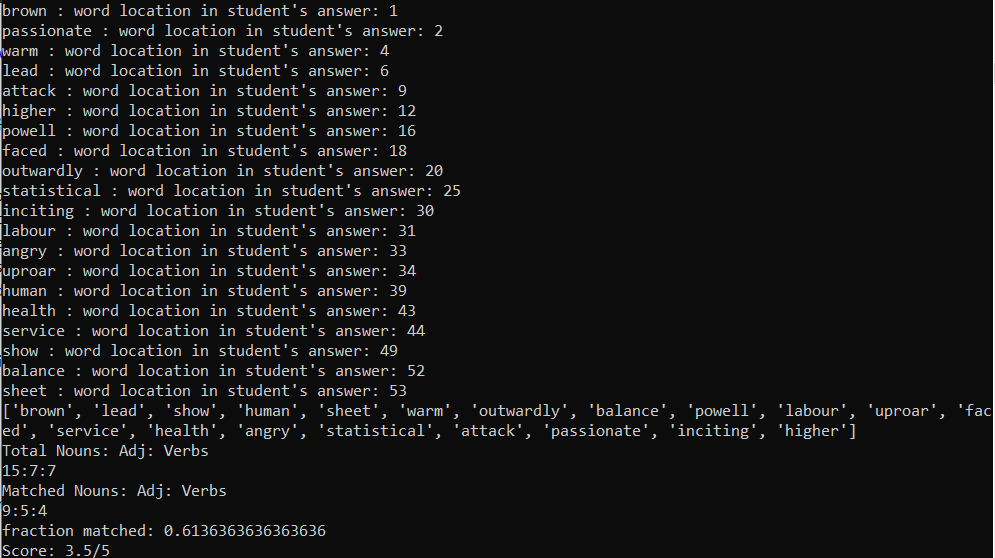 brown : word location in student's answer: 1
passionate : word location in student's answer: 2
warm : word location in student's answer: 4
lead : word location in student's answer: 6
attack : word location in student's answer: 9
higher : word location in student's answer: 12
powell : word location in student's answer: 16
faced : word location in student's answer: 18
outwardly : word location in student's answer: 20
statistical : word location in student's answer: 25
inciting : word location in student's answer: 30
labour : word location in student's answer: 31
angry : word location in student's answer: 33
uproar : word location in student's answer: 34
human : word location in student's answer: 39
health : word location in student's answer: 43
service : word location in student's answer: 44
show : word location in student's answer: 49
balance : word location in student's answer: 52
sheet : word location in student's answer: 53
['brown', 'lead', 'show', 'human', 'sheet', 'warm', 'outwardly', 'balance', 'powell', 'labour', 'uproar', 'fac
ed', 'service', 'health', 'angry', 'statistical', 'attack', 'passionate', 'inciting', 'higher']
Total Nouns: Adj: Verbs
15:7:7
Matched Nouns: Adj: Verbs
9:5:4
fraction matched: 0.6136363636363636
Score: 3.5/5